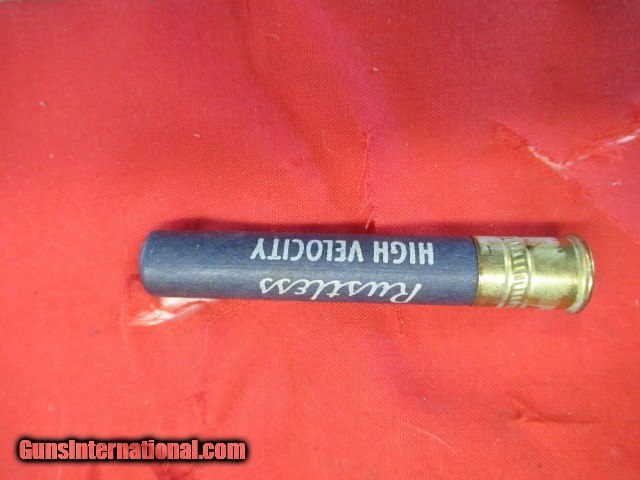 Rustless
HIGH VELOCITY
GunsInternational.com